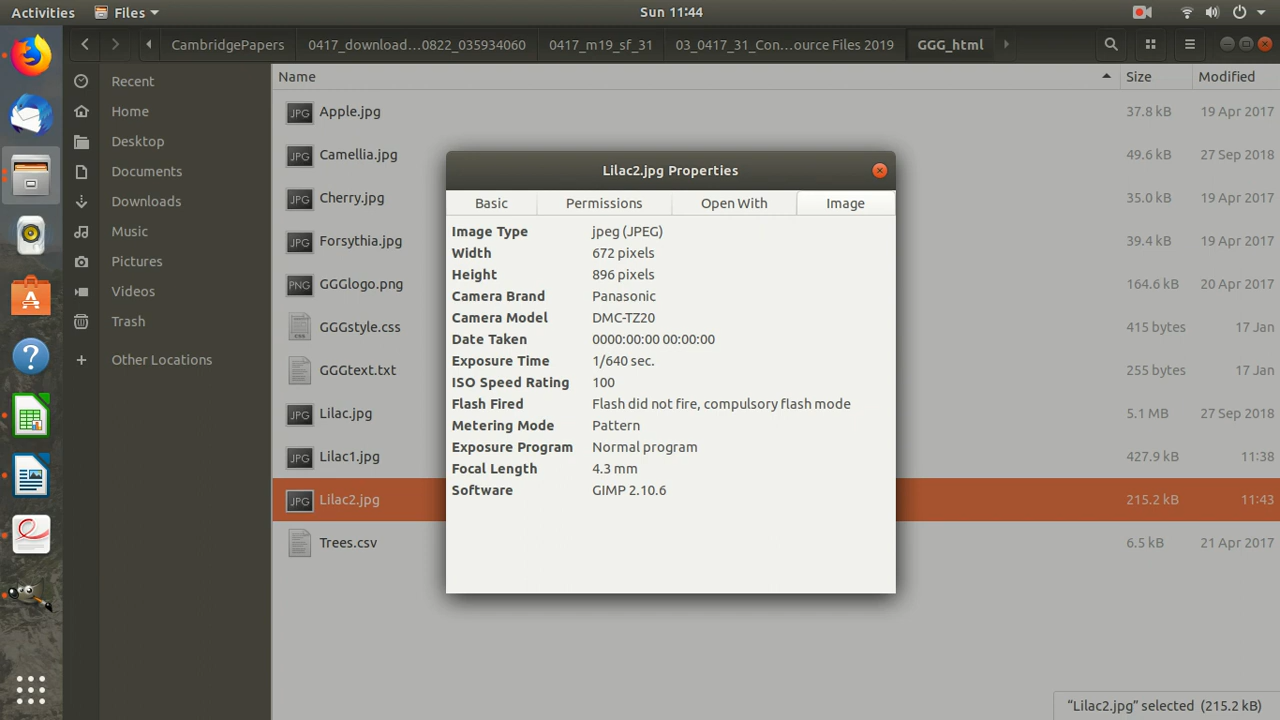 Activities Files Sun 11:44
CambridgePapers 0417_download…0822_035934060 0417_m19_sf_31 03_0417_31_Con…ource Files 2019 GGG_html
Recent
Home
Desktop
Documents
Downloads
Music
Pictures
Videos
Trash
Other Locations
Name Size Modified
Apple.jpg 37.8 kB 19 Apr 2017
Camellia.jpg 49.6 kB 27 Sep 2018
Cherry.jpg 35.0 kB 19 Apr 2017
Forsythia.jpg 39.4 kB 19 Apr 2017
GGGlogo.png 164.6 kB 20 Apr 2017
GGGstyle.css 415 bytes 17 Jan
GGGtext.txt 255 bytes 17 Jan
Lilac.jpg 5.1 MB 27 Sep 2018
Lilac1.jpg 427.9 kB 11:38
Lilac2.jpg 215.2 kB 11:43
Trees.csv 6.5 kB 21 Apr 2017
Lilac2.jpg Properties
Basic Permissions Open With Image
Image Type jpeg (JPEG)
Width 672 pixels
Height 896 pixels
Camera Brand Panasonic
Camera Model DMC-TZ20
Date Taken 0000:00:00 00:00:00
Exposure Time 1/640 sec.
ISO Speed Rating 100
Flash Fired Flash did not fire, compulsory flash mode
Metering Mode Pattern
Exposure Program Normal program
Focal Length 4.3 mm
Software GIMP 2.10.6
“Lilac2.jpg” selected (215.2 kB)